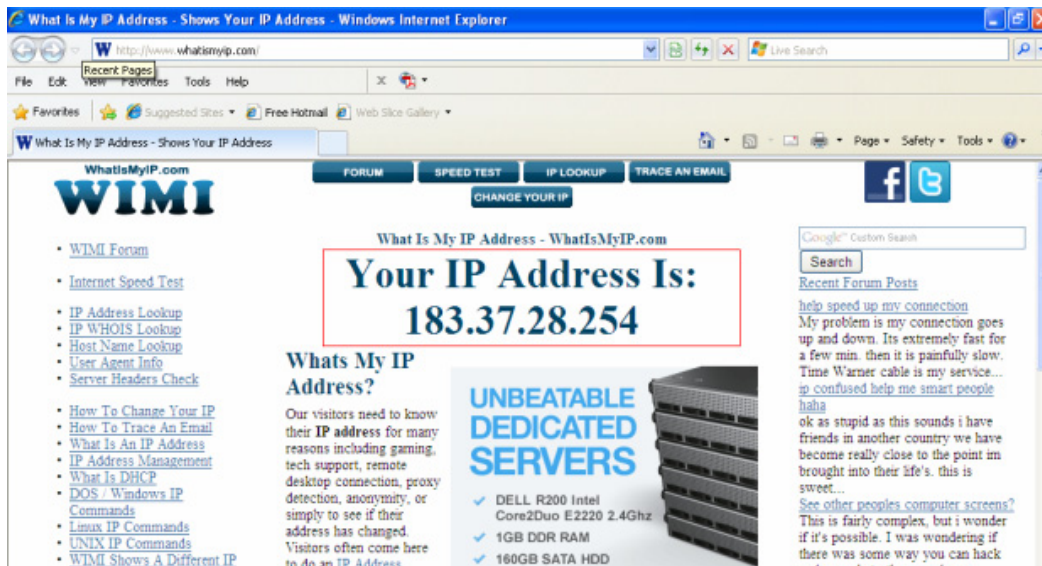 What Is My IP Address - Shows Your IP Address - Windows Internet Explorer
http://www.whatismyip.com/
Live Search
Recent Pages
File Edit View Favorites Tools Help
Favorites
Suggested Sites
Free Hotmail
Web Slice Gallery
What Is My IP Address - Shows Your IP Address
Page Safety Tools
WhatIsMyIP.com
WIMI
FORUM
SPEED TEST
IP LOOKUP
TRACE AN EMAIL
CHANGE YOUR IP
WIMI Forum
Internet Speed Test
IP Address Lookup
IP WHOIS Lookup
Host Name Lookup
User Agent Info
Server Headers Check
How To Change Your IP
How To Trace An Email
What Is An IP Address
IP Address Management
What Is DHCP
DOS / Windows IP
Commands
Linux IP Commands
UNIX IP Commands
WIMI Shows A Different IP
What Is My IP Address - WhatIsMyIP.com
Your IP Address Is:
183.37.28.254
Whats My IP
Address?
Our visitors need to know
their IP address for many
reasons including gaming,
tech support, remote
desktop connection, proxy
detection, anonymity, or
simply to see if their
address has changed.
Visitors often come here
to do an IP Address
UNBEATABLE
DEDICATED
SERVERS
DELL R200 Intel
Core2Duo E2220 2.4Ghz
1GB DDR RAM
160GB SATA HDD
Google™ Custom Search
Search
Recent Forum Posts
help speed up my connection
My problem is my connection goes
up and down. Its extremely fast for
a few min. then it is painfully slow.
Time Warner cable is my service...
ip confused help me smart people
haha
ok as stupid as this sounds i have
friends in another country we have
become really close to the point im
brought into their life's. this is
sweet...
See other peoples computer screens?
This is fairly complex, but i wonder
if it's possible. I was wondering if
there was some way you can hack